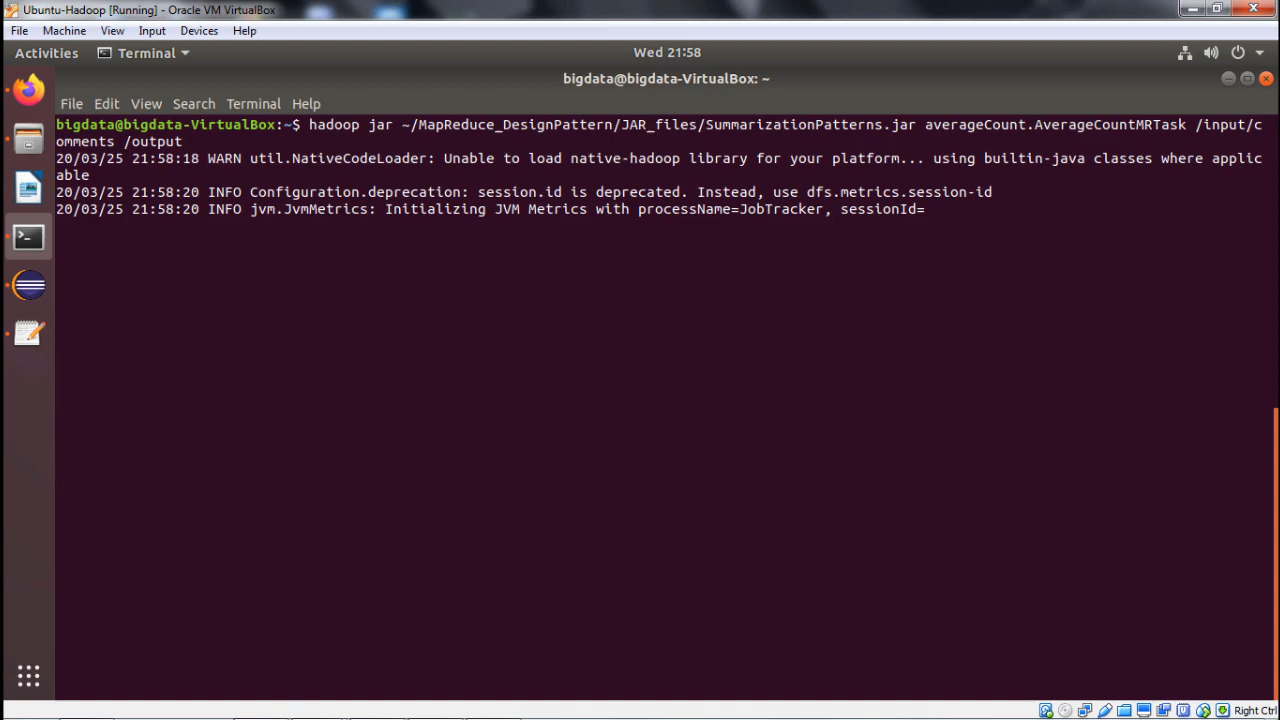 Ubuntu-Hadoop [Running] - Oracle VM VirtualBox
File Machine View Input Devices Help
Activities Terminal Wed 21:58
bigdata@bigdata-VirtualBox: ~
File Edit View Search Terminal Help
bigdata@bigdata-VirtualBox:~$ hadoop jar ~/MapReduce_DesignPattern/JAR_files/SummarizationPatterns.jar averageCount.AverageCountMRTask /input/c
omments /output
20/03/25 21:58:18 WARN util.NativeCodeLoader: Unable to load native-hadoop library for your platform... using builtin-java classes where applic
able
20/03/25 21:58:20 INFO Configuration.deprecation: session.id is deprecated. Instead, use dfs.metrics.session-id
20/03/25 21:58:20 INFO jvm.JvmMetrics: Initializing JVM Metrics with processName=JobTracker, sessionId=
Right Ctrl